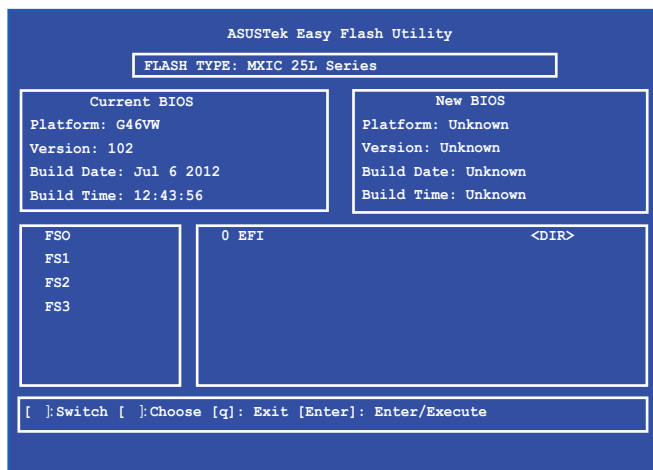 ASUSTek Easy Flash Utility
FLASH TYPE: MXIC 25L Series
Current BIOS
Platform: G46VW
Version: 102
Build Date: Jul 6 2012
Build Time: 12:43:56
New BIOS
Platform: Unknown
Version: Unknown
Build Date: Unknown
Build Time: Unknown
FSO
FS1
FS2
FS3
0 EFI <DIR>
[ ]:Switch [ ]:Choose [q]: Exit [Enter]: Enter/Execute